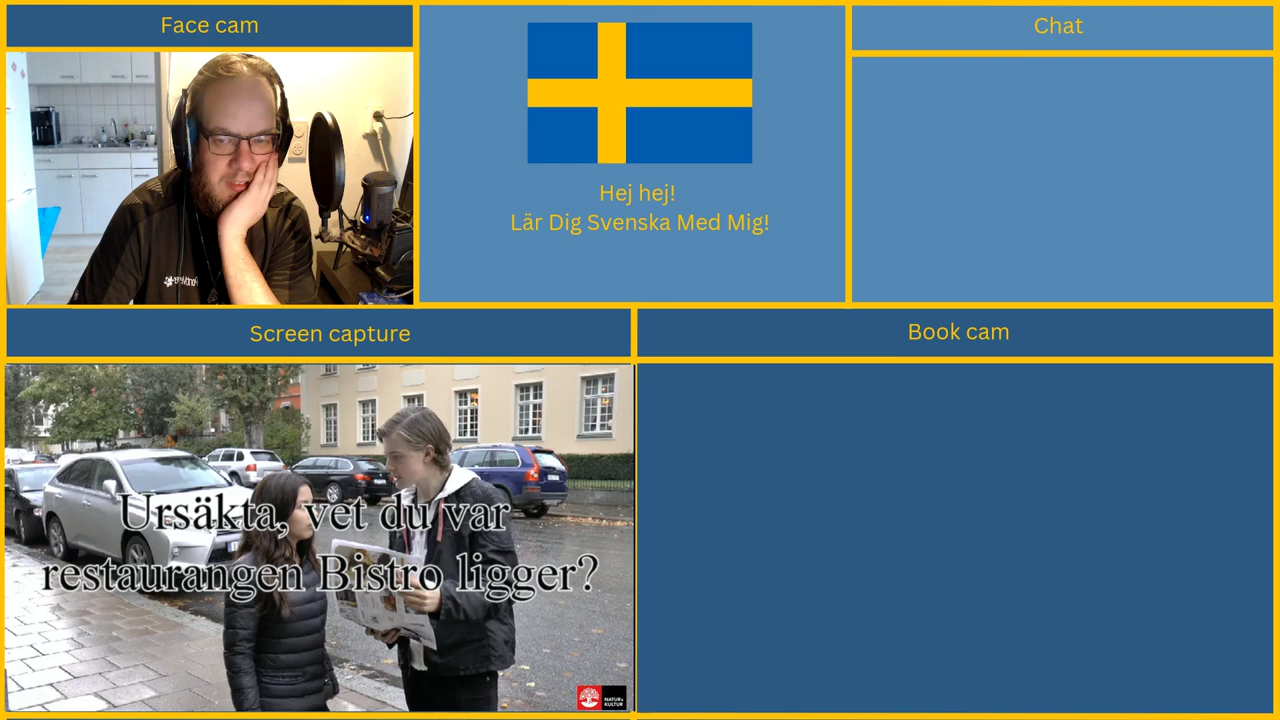 Face cam
Hej hej!
Lär Dig Svenska Med Mig!
Chat
Screen capture
Book cam
Ursäkta, vet du var
restaurangen Bistro ligger?
NATUR&
KULTUR